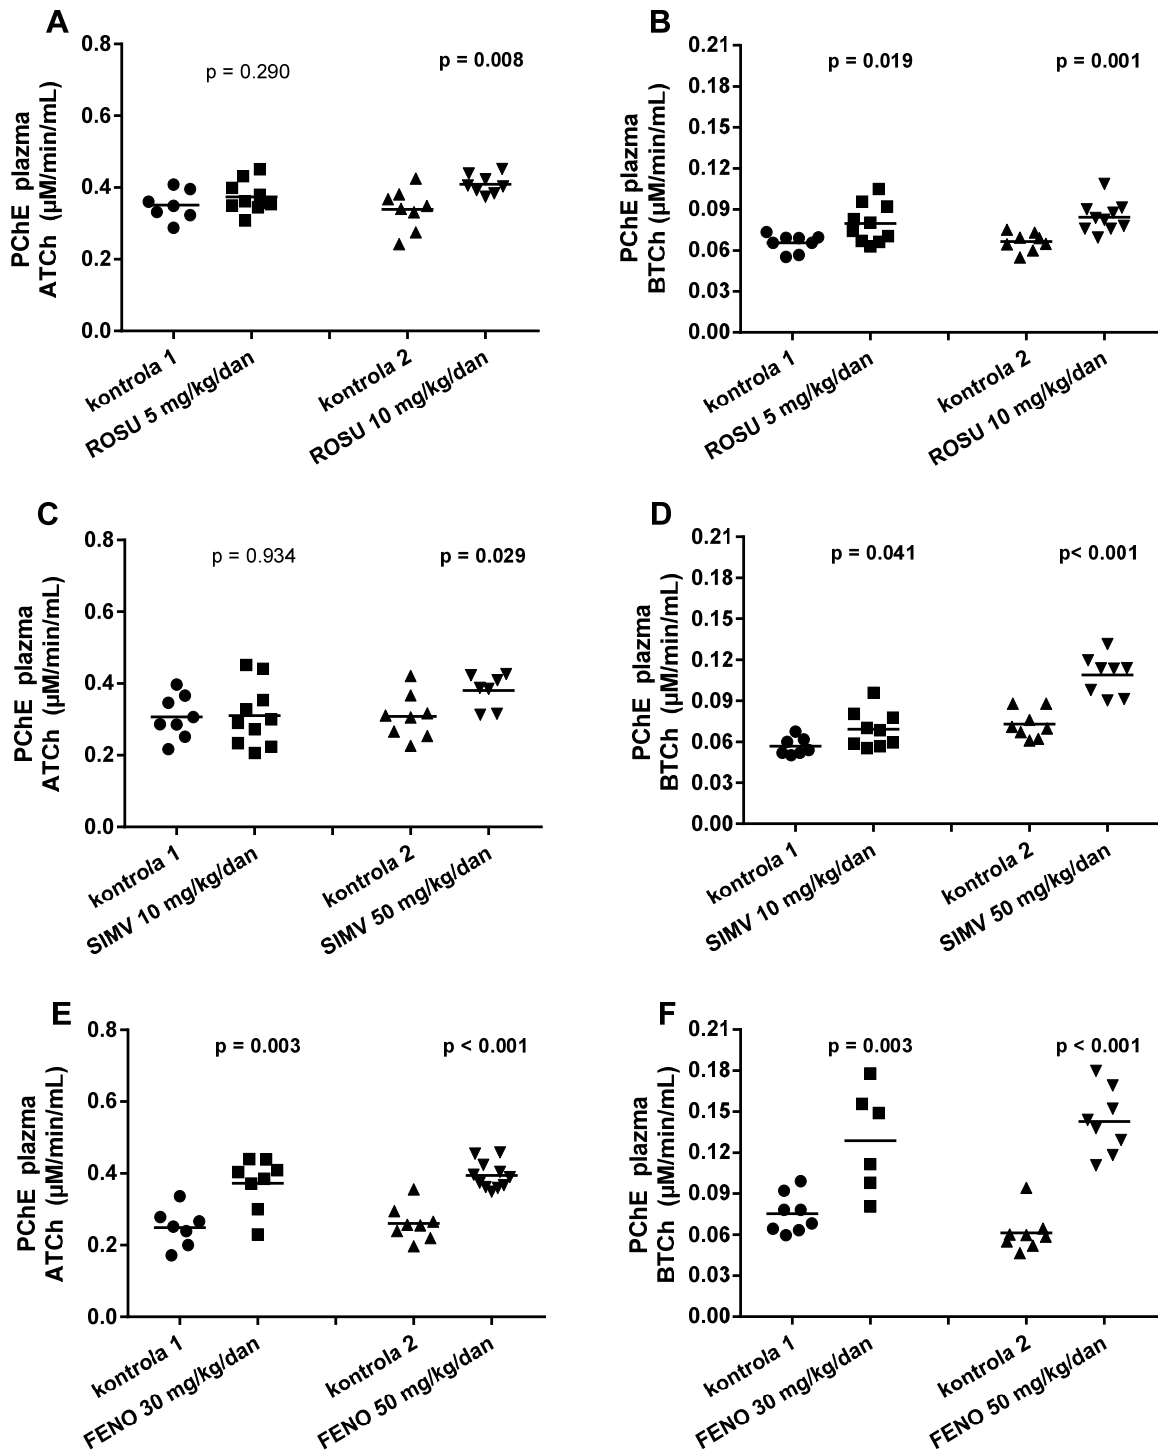 A
PChE plazma
ATCh (µM/min/mL)
0.8
0.6
0.4
0.2
0.0
p = 0.290
p = 0.008
kontrola 1
ROSU 5 mg/kg/dan
kontrola 2
ROSU 10 mg/kg/dan
B
PChE plazma
BTCh (µM/min/mL)
0.21
0.18
0.15
0.12
0.09
0.06
0.03
0.00
p = 0.019
p = 0.001
kontrola 1
ROSU 5 mg/kg/dan
kontrola 2
ROSU 10 mg/kg/dan
C
PChE plazma
ATCh (µM/min/mL)
0.8
0.6
0.4
0.2
0.0
p = 0.934
p = 0.029
kontrola 1
SIMV 10 mg/kg/dan
kontrola 2
SIMV 50 mg/kg/dan
D
PChE plazma
BTCh (µM/min/mL)
0.21
0.18
0.15
0.12
0.09
0.06
0.03
0.00
p = 0.041
p< 0.001
kontrola 1
SIMV 10 mg/kg/dan
kontrola 2
SIMV 50 mg/kg/dan
E
PChE plazma
ATCh (µM/min/mL)
0.8
0.6
0.4
0.2
0.0
p = 0.003
p < 0.001
kontrola 1
FENO 30 mg/kg/dan
kontrola 2
FENO 50 mg/kg/dan
F
PChE plazma
BTCh (µM/min/mL)
0.21
0.18
0.15
0.12
0.09
0.06
0.03
0.00
p = 0.003
p < 0.001
kontrola 1
FENO 30 mg/kg/dan
kontrola 2
FENO 50 mg/kg/dan